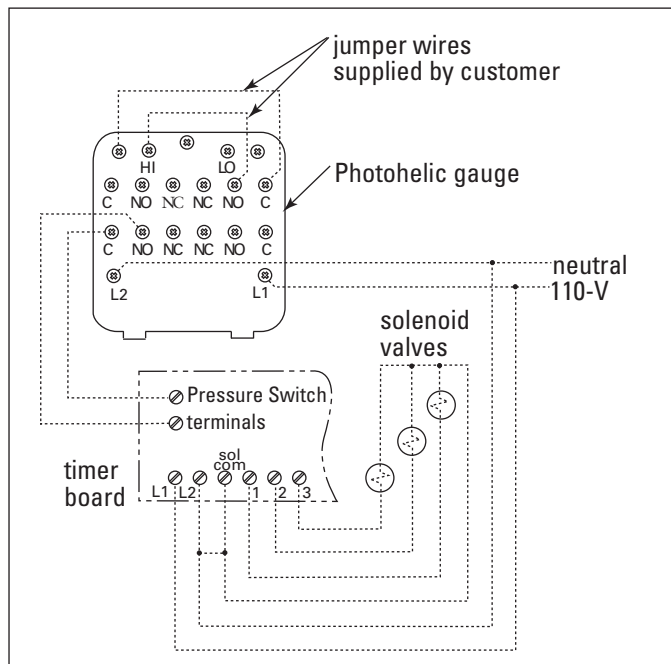 jumper wires
supplied by customer
HI LO
C NO NC NC NO C
Photohelic gauge
C NO NC NC NO C
L2 L1
neutral
110-V
solenoid
valves
Pressure Switch
terminals
timer
board
sol
com
L1 L2 1 2 3